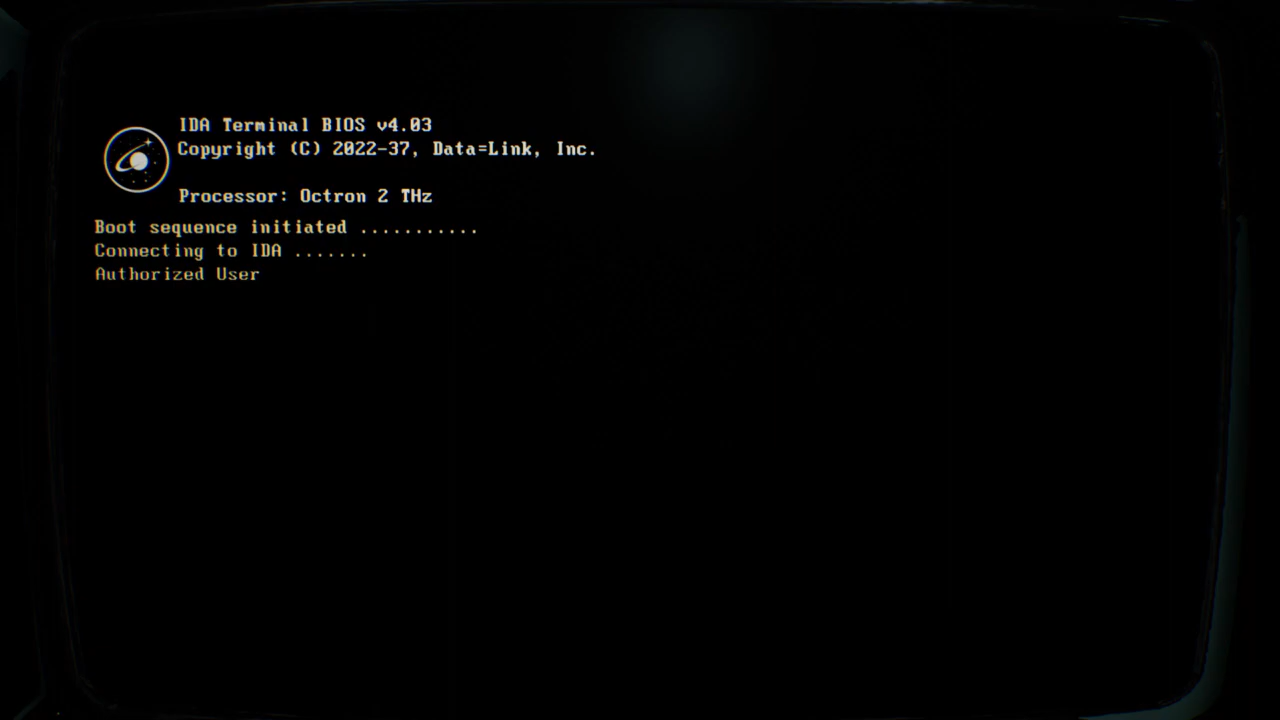 IDA Terminal BIOS v4.03
Copyright (C) 2022-37, Data=Link, Inc.
Processor: Octron 2 THz
Boot sequence initiated ...........
Connecting to IDA .......
Authorized User